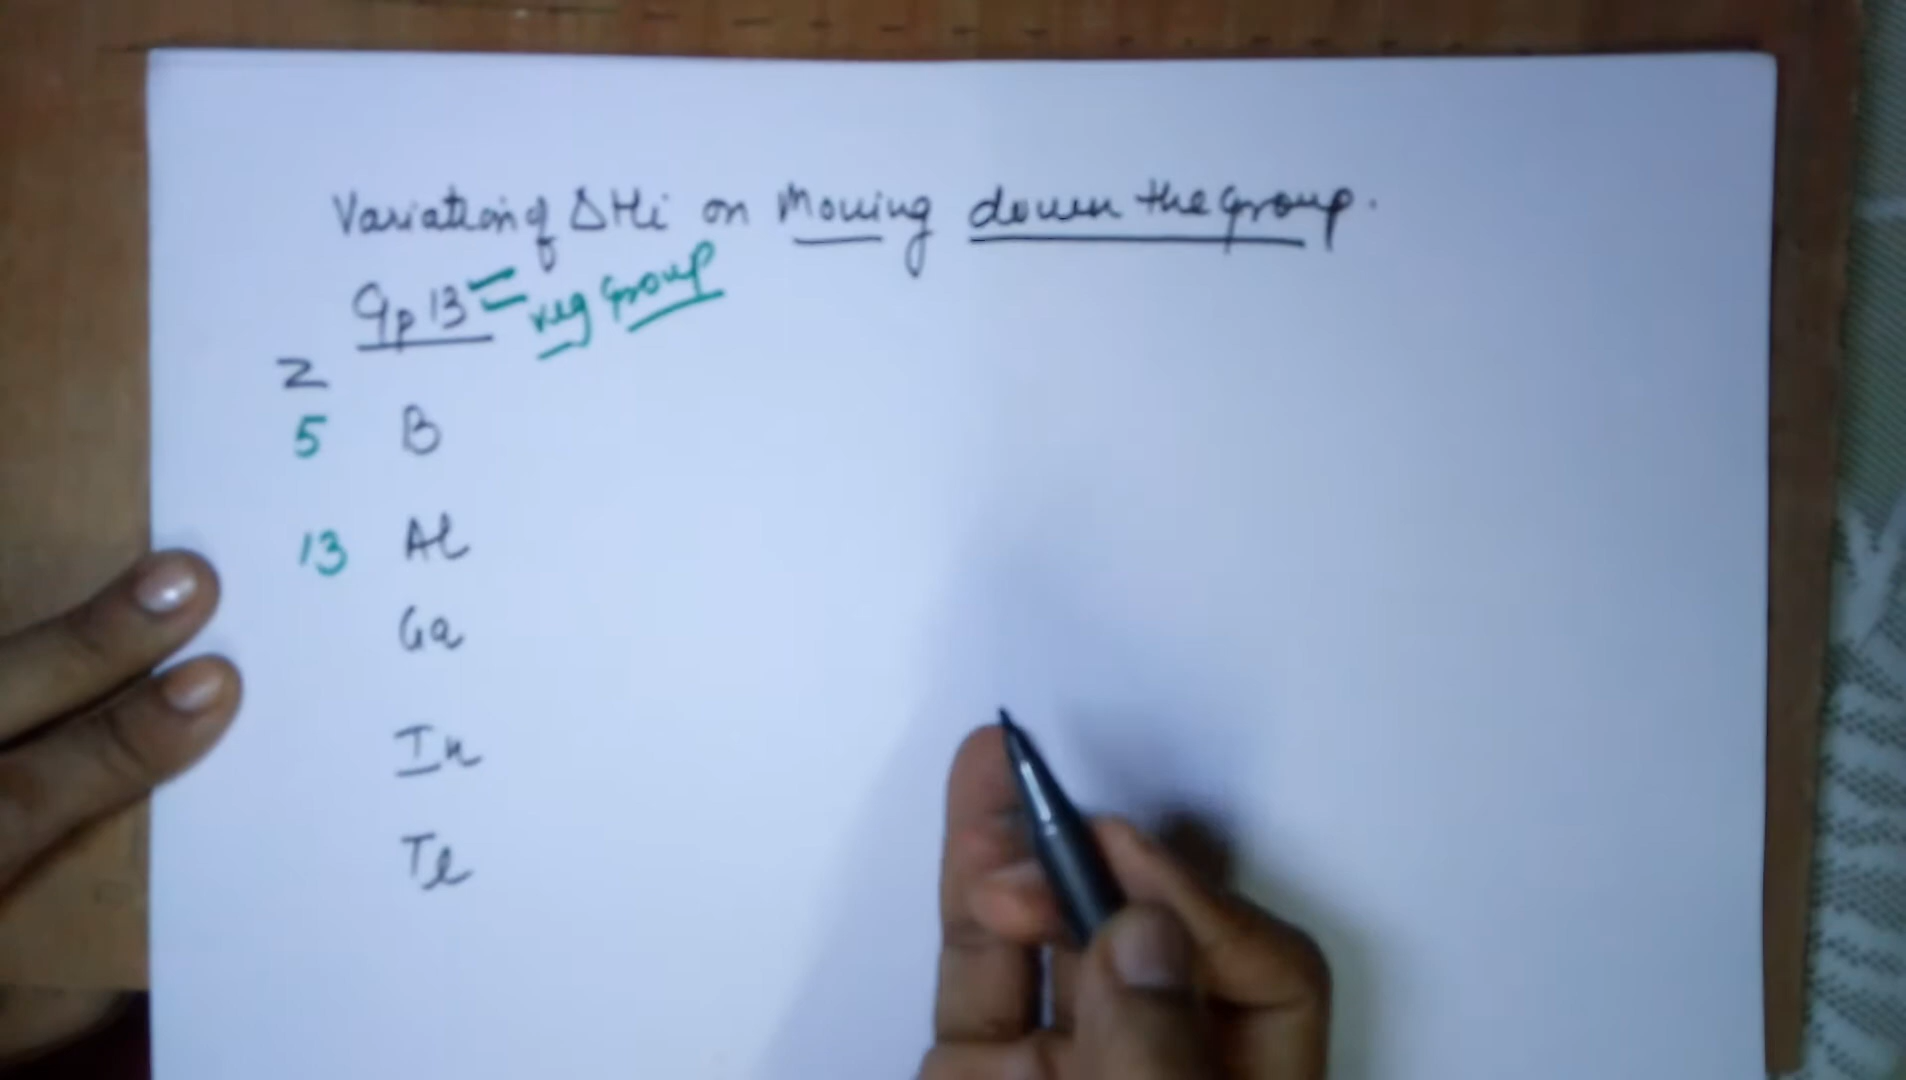 Variation of ΔHi on Moving down the group.
Gp 13 = veg group
Z
5 B
13 Al
Ga
In
Tl